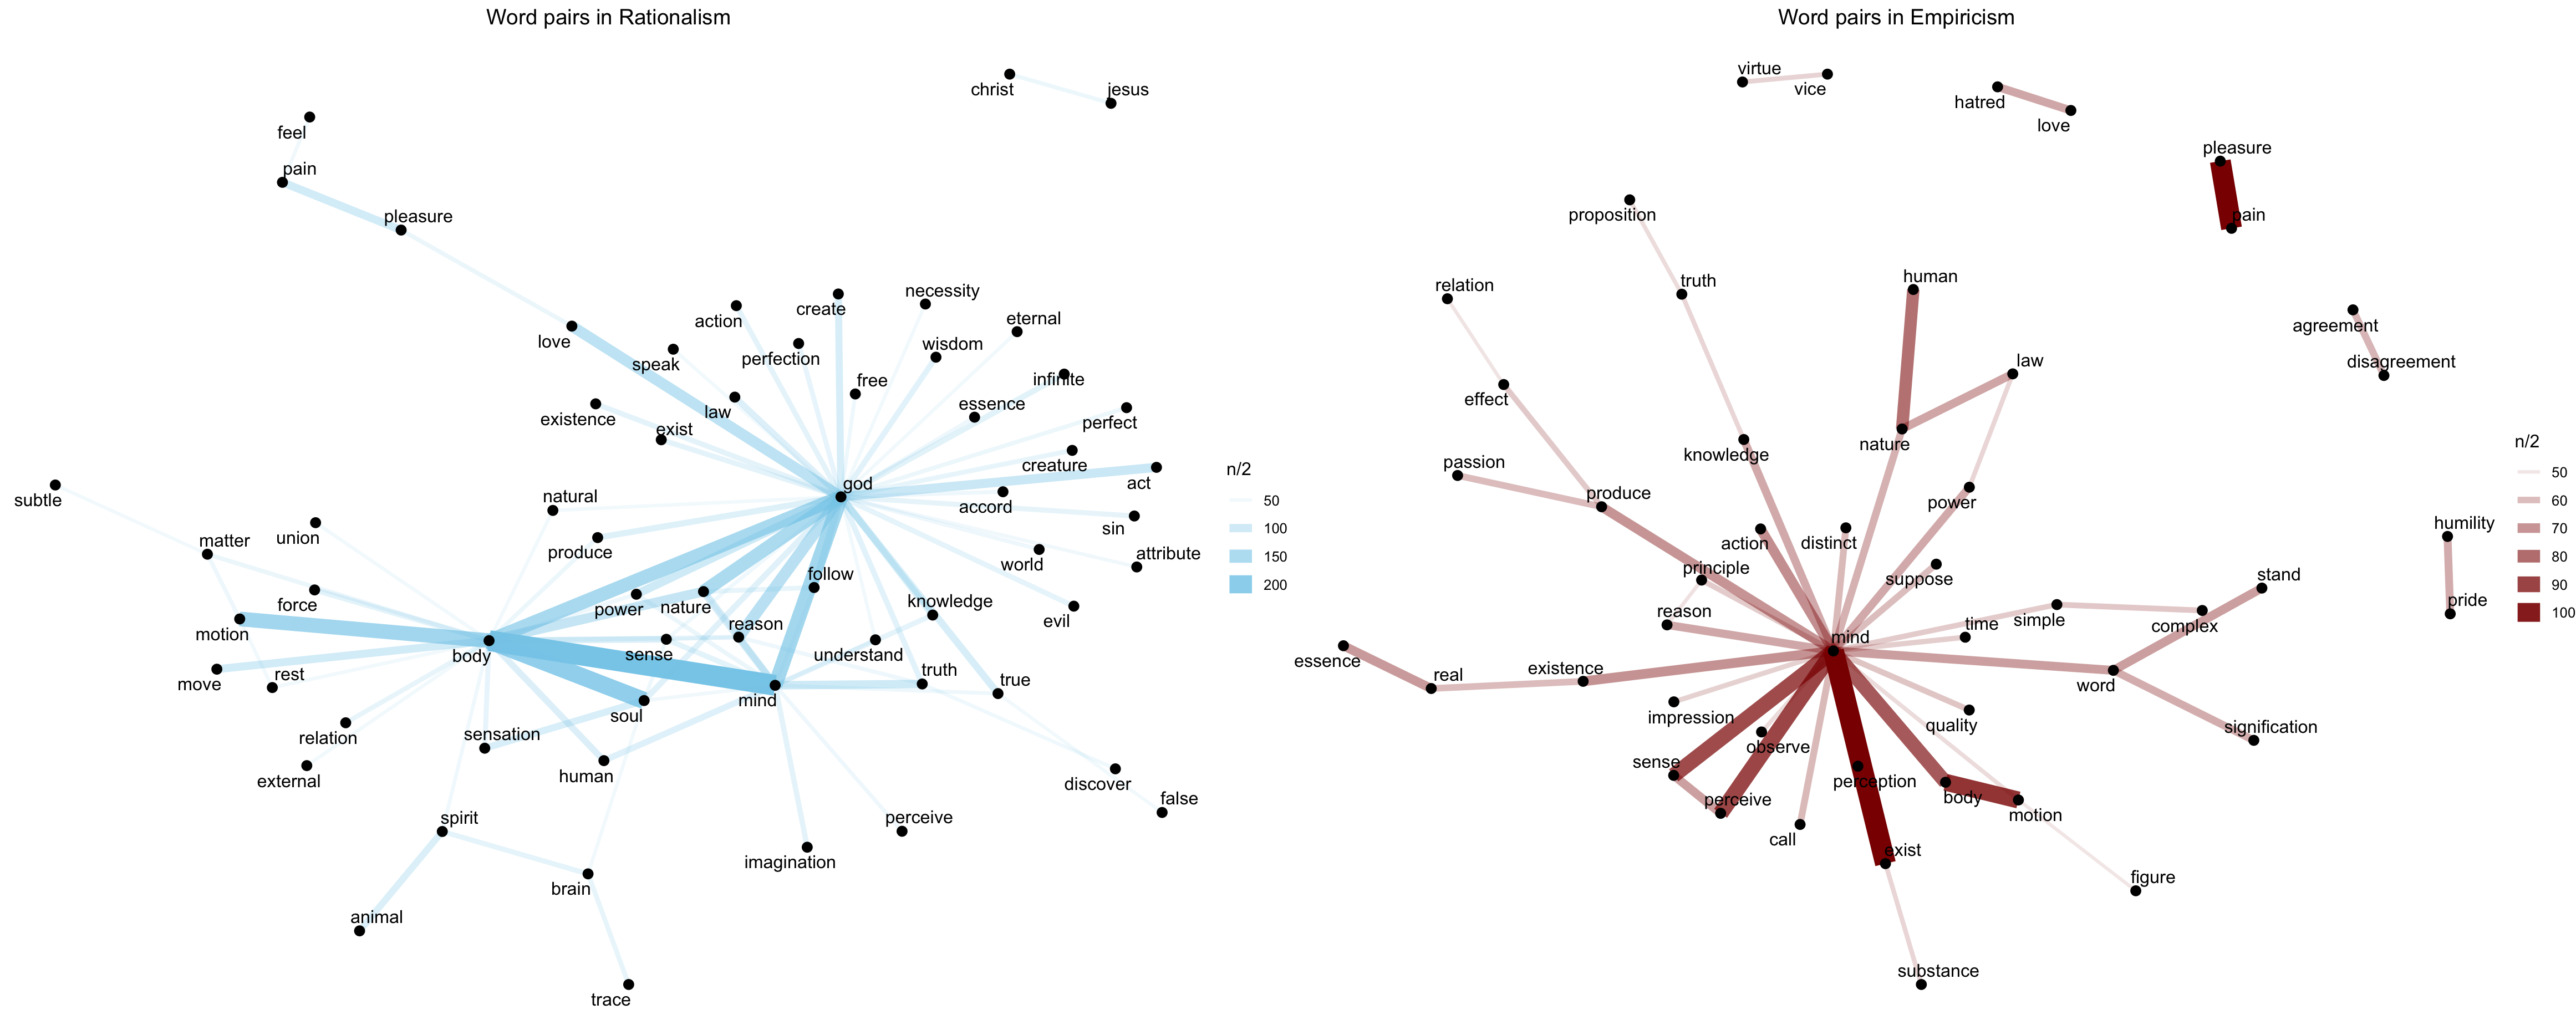 Word pairs in Rationalism
christ
jesus
feel
pain
pleasure
love
action
create
necessity
eternal
speak
perfection
wisdom
free
infinite
existence
law
essence
perfect
exist
creature
god
act
subtle
natural
accord
sin
matter
union
produce
world
attribute
follow
force
power
nature
knowledge
evil
motion
reason
body
sense
understand
move
rest
truth
true
soul
mind
relation
sensation
external
human
discover
false
spirit
perceive
imagination
brain
animal
trace
n/2
50
100
150
200
Word pairs in Empiricism
virtue
vice
hatred
love
pleasure
pain
proposition
relation
truth
human
agreement
effect
law
disagreement
knowledge
nature
passion
produce
power
action
distinct
humility
principle
suppose
stand
reason
time
simple
complex
pride
essence
mind
real
existence
word
impression
quality
signification
observe
sense
perception
perceive
body
call
motion
exist
figure
substance
n/2
50
60
70
80
90
100